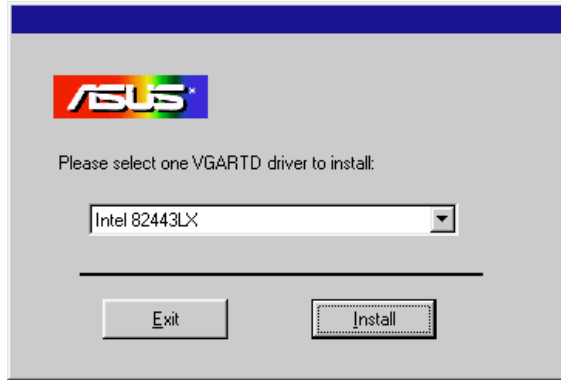 ASUS
Please select one VGARTD driver to install:
Intel 82443LX
Exit
Install